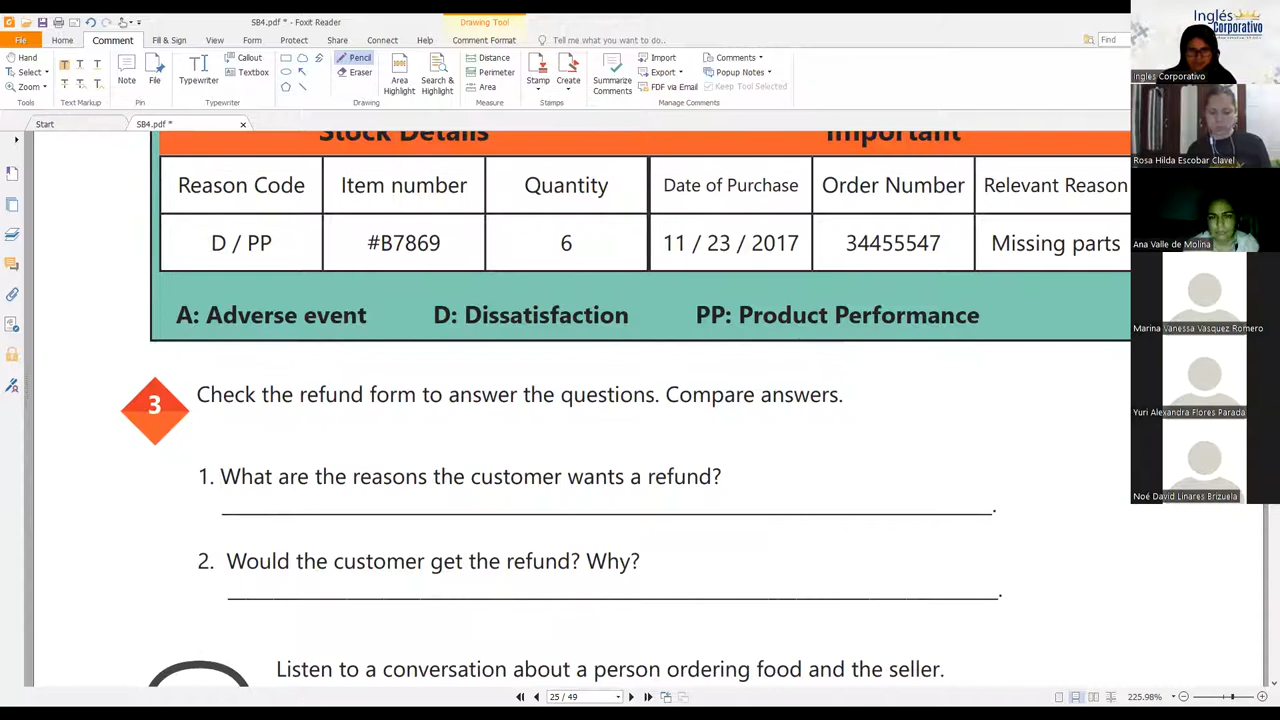 SB4.pdf * - Foxit Reader
Drawing Tool
File
Home
Comment
Fill & Sign
View
Form
Protect
Share
Connect
Help
Comment Format
Tell me what you want to do..
Find
Hand
Select
Zoom
Tools
Text Markup
Note
File
Pin
Typewriter
Callout
Textbox
Typewriter
Pencil
Eraser
Drawing
Area Highlight
Search & Highlight
Distance
Perimeter
Area
Measure
Stamp
Create
Stamps
Summarize Comments
Import
Export
FDF via Email
Comments
Popup Notes
Keep Tool Selected
Manage Comments
Start
SB4.pdf *
Stock Details
Important
Reason Code Item number Quantity Date of Purchase Order Number Relevant Reason
D / PP #B7869 6 11 / 23 / 2017 34455547 Missing parts
A: Adverse event D: Dissatisfaction PP: Product Performance
3 Check the refund form to answer the questions. Compare answers.
1. What are the reasons the customer wants a refund?
2. Would the customer get the refund? Why?
Listen to a conversation about a person ordering food and the seller.
25 / 49
225.98%
Inglés Corporativo
Ingles Corporativo
Rosa Hilda Escobar Clavel
Ana Valle de Molina
Marina Vanessa Vasquez Romero
Yuri Alexandra Flores Parada
Noé David Linares Brizuela